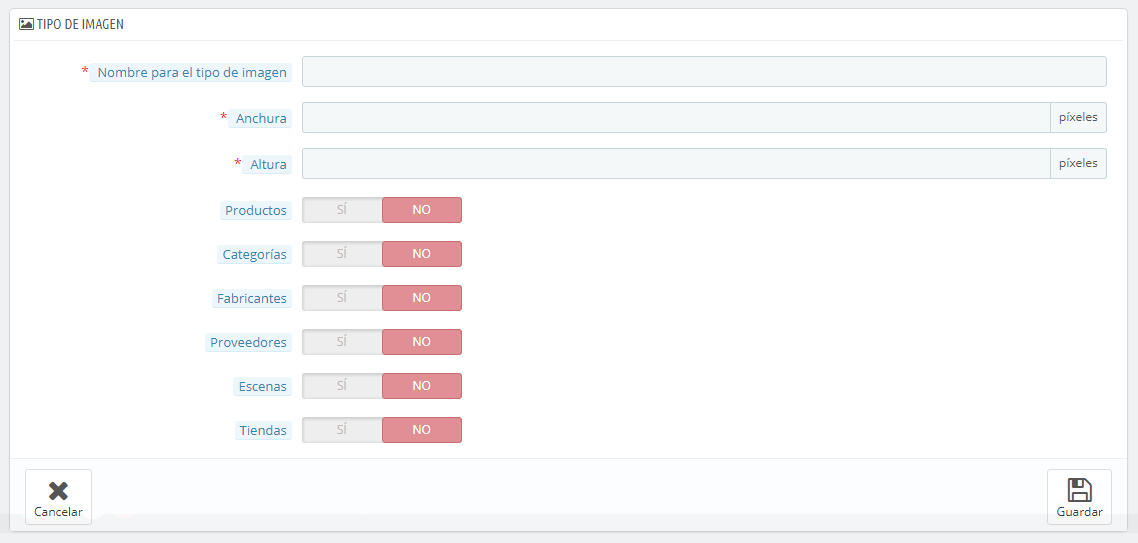 TIPO DE IMAGEN
* Nombre para el tipo de imagen
* Anchura píxeles
* Altura píxeles
Productos SÍ NO
Categorías SÍ NO
Fabricantes SÍ NO
Proveedores SÍ NO
Escenas SÍ NO
Tiendas SÍ NO
Cancelar Guardar